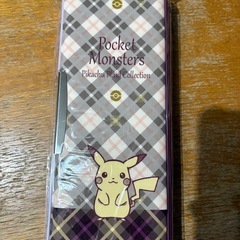 Pocket
Monsters
Pikachu Plaid Collection